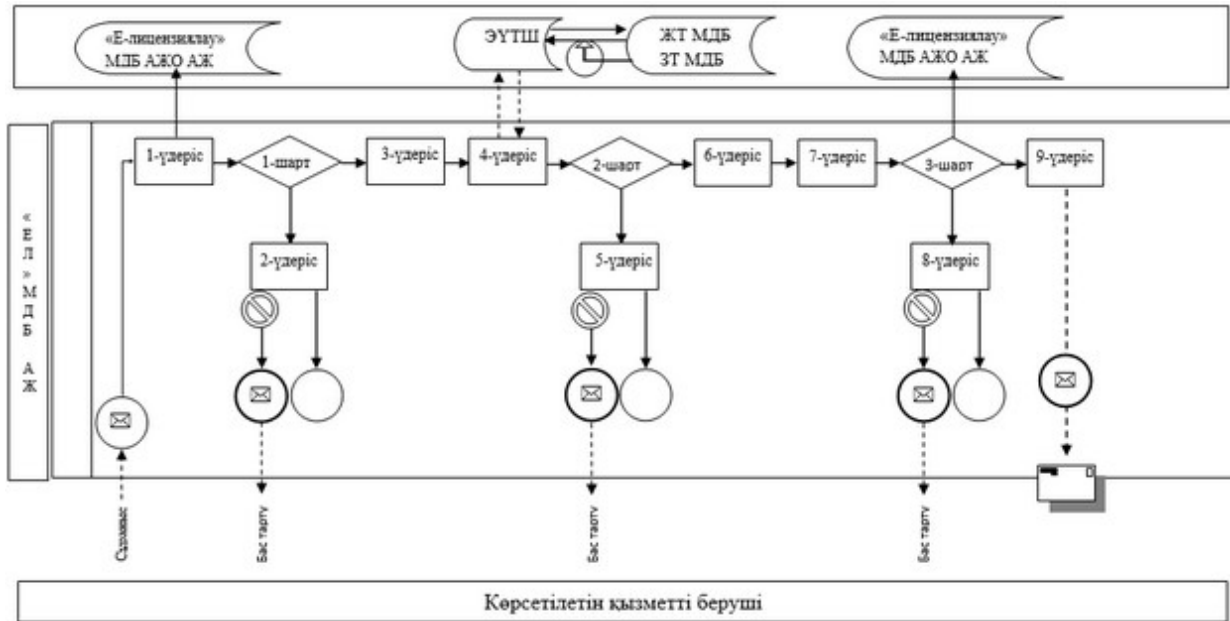 «Е-лицензиялау»
МДБ АЖО АЖ
ЭҮТШ
ЖТ МДБ
ЗТ МДБ
«Е-лицензиялау»
МДБ АЖО АЖ
«ЕЛ» МДБ АЖ
1-үдеріс
1-шарт
3-үдеріс
4-үдеріс
2-шарт
6-үдеріс
7-үдеріс
3-шарт
9-үдеріс
2-үдеріс
5-үдеріс
8-үдеріс
Сұраныс
Бас тарту
Бас тарту
Бас тарту
Көрсетілетін қызметті беруші